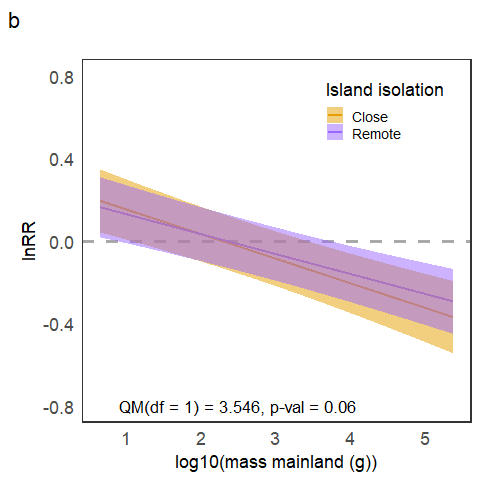 b
Island isolation
Close
Remote
0.8
0.4
0.0
-0.4
-0.8
lnRR
QM(df = 1) = 3.546, p-val = 0.06
1 2 3 4 5
log10(mass mainland (g))